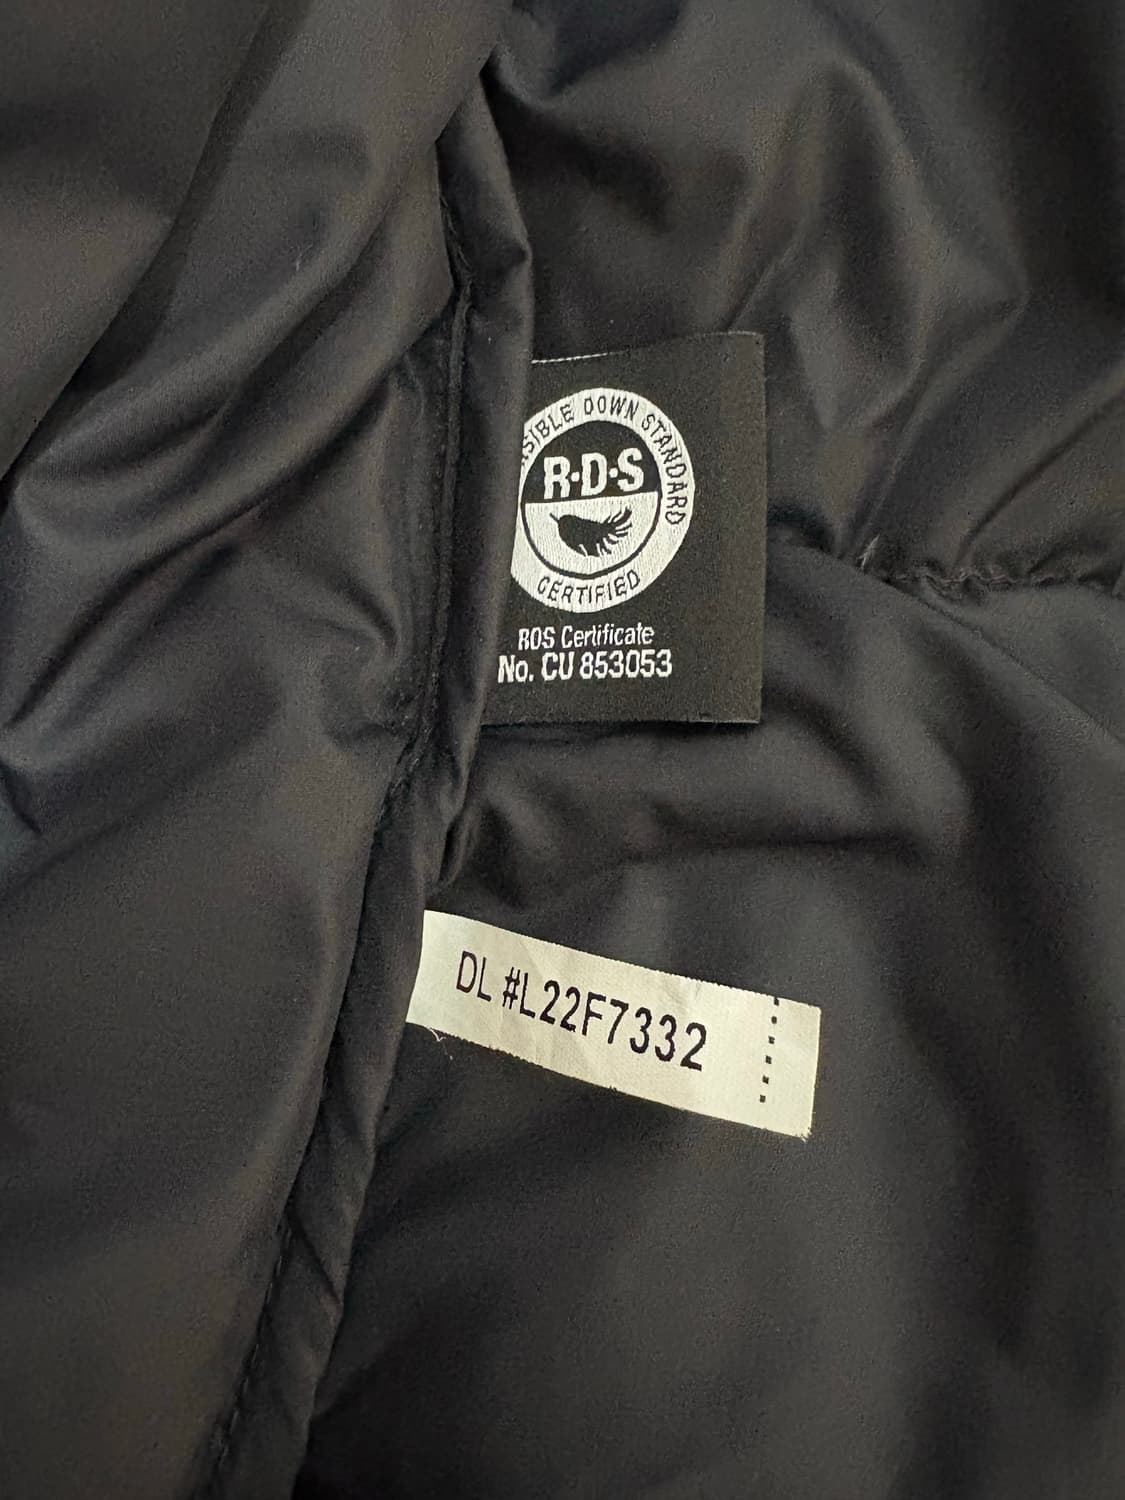 SIBLE DOWN STANDARD
R·D·S
CERTIFIED
RDS Certificate
No. CU 853053
DL #L22F7332